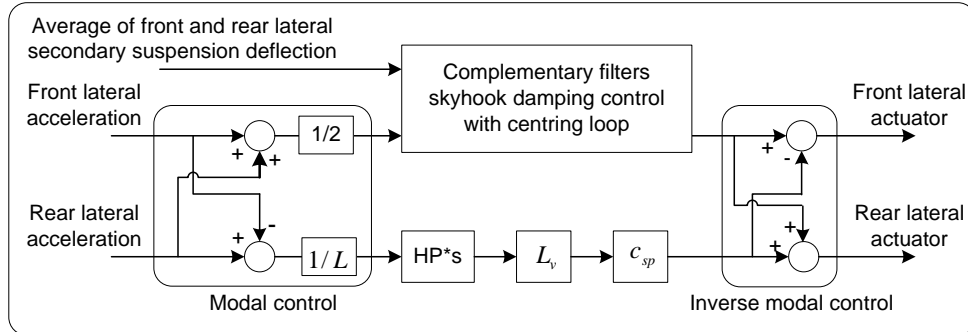 Average of front and rear lateral
secondary suspension deflection
Complementary filters
skyhook damping control
with centring loop
Front lateral
acceleration
Front lateral
actuator
+
+
1/2
+
-
Rear lateral
acceleration
-
+
1/L
HP*s
L_v
c_sp
+
+
Rear lateral
actuator
Modal control
Inverse modal control